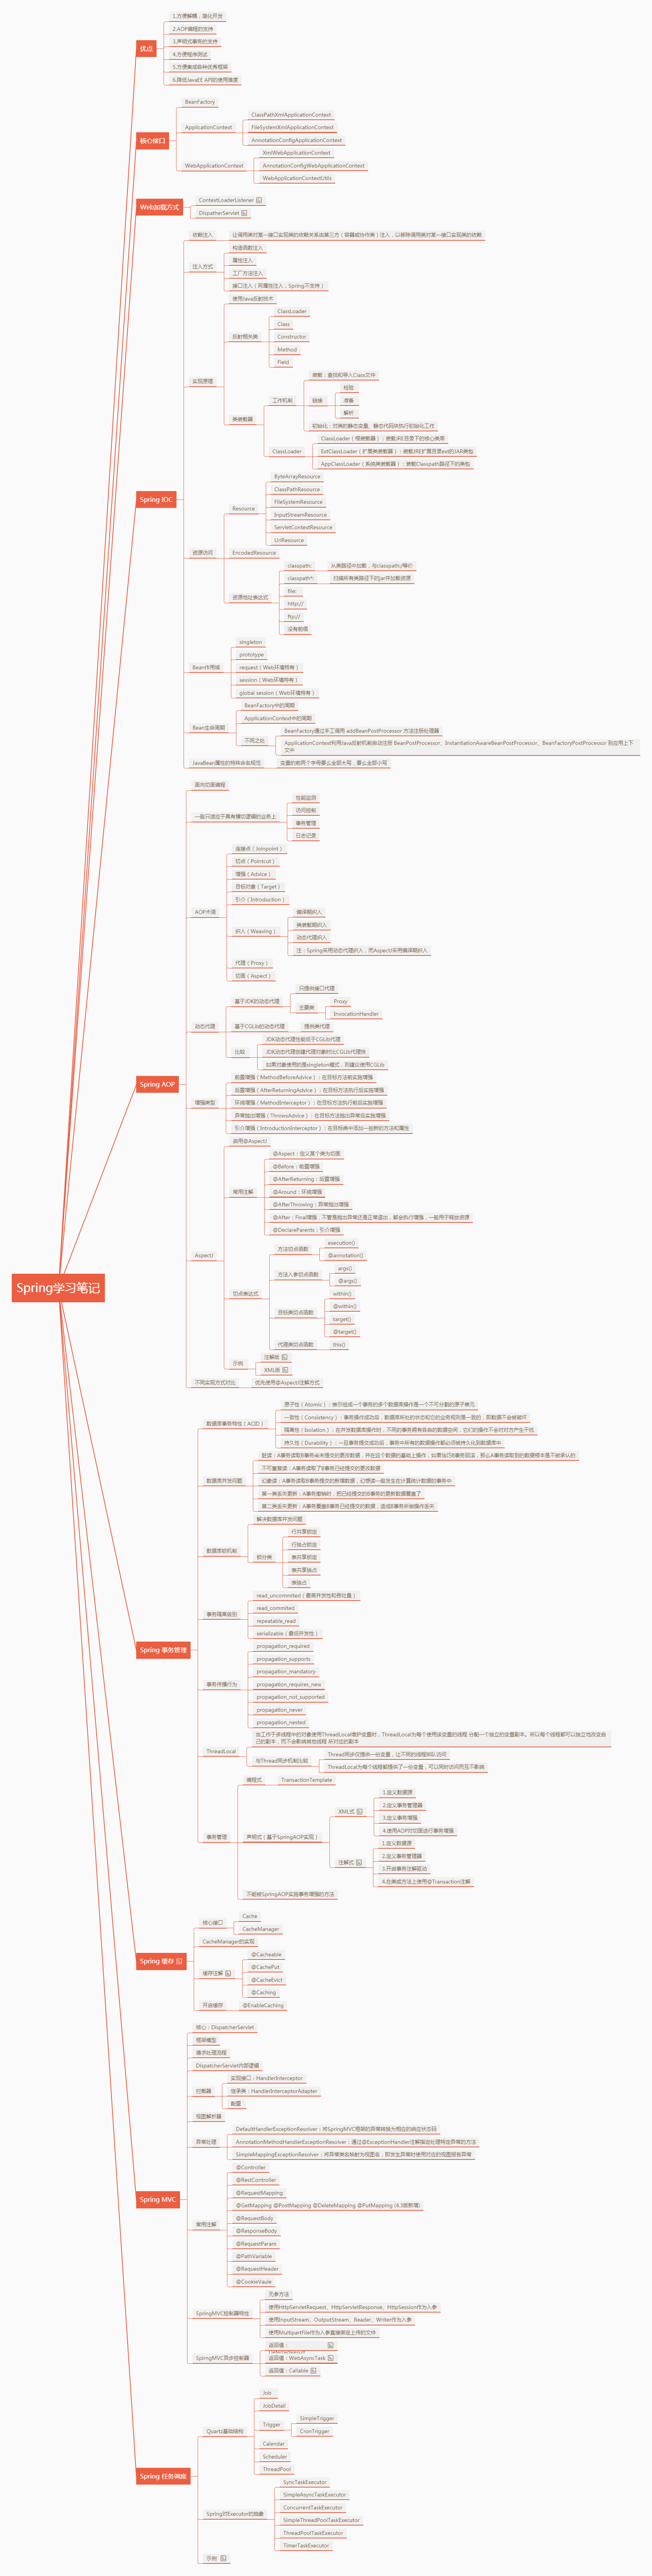 Spring学习笔记
优点
1.方便解耦，简化开发
2.AOP编程的支持
3.声明式事务的支持
4.方便程序测试
5.方便集成各种优秀框架
6.降低JavaEE API的使用难度
核心接口
BeanFactory
ApplicationContext
ClassPathXmlApplicationContext
FileSystemXmlApplicationContext
AnnotationConfigApplicationContext
WebApplicationContext
XmlWebApplicationContext
AnnotationConfigWebApplicationContext
WebApplicationContextUtils
Web加载方式
ContextLoaderListener
DispatherServlet
Spring IOC
依赖注入
让调用类对某一接口实现类的依赖关系由第三方（容器或协作类）注入，以移除调用类对某一接口实现类的依赖
注入方式
构造函数注入
属性注入
工厂方法注入
接口注入（同属性注入，Spring不支持）
实现原理
使用Java反射技术
反射相关类
ClassLoader
Class
Constructor
Method
Field
类装载器
工作机制
装载：查找和导入Class文件
链接
校验
准备
解析
初始化：对类的静态变量、静态代码块执行初始化工作
ClassLoader
ClassLoader（根装载器）：装载JRE目录下的核心类库
ExtClassLoader（扩展类装载器）：装载JRE扩展目录ext的JAR类包
AppClassLoader（系统类装载器）：装载Classpath路径下的类包
资源访问
Resource
ByteArrayResource
ClassPathResource
FileSystemResource
InputStreamResource
ServletContextResource
UrlResource
EncodedResource
资源地址表达式
classpath:
从类路径中加载，与classpath:/等价
classpath*:
扫描所有类路径下的jar并加载资源
file:
http://
ftp://
没有前缀
Bean作用域
singleton
prototype
request（Web环境特有）
session（Web环境特有）
global session（Web环境特有）
Bean生命周期
BeanFactory中的周期
ApplicationContext中的周期
不同之处
BeanFactory通过手工调用 addBeanPostProcessor 方法注册处理器
ApplicationContext利用Java反射机制自动注册 BeanPostProcessor、InstantiationAwareBeanPostProcessor、BeanFactoryPostProcessor 到应用上下
文中
JavaBean属性的特殊命名规范
变量的前两个字母要么全部大写，要么全部小写
Spring AOP
面向切面编程
一般只适应于具有横切逻辑的业务上
性能监测
访问控制
事务管理
日志记录
AOP术语
连接点（Joinpoint）
切点（Pointcut）
增强（Advice）
目标对象（Target）
引介（Introduction）
织入（Weaving）
编译期织入
类装载期织入
动态代理织入
注：Spring采用动态代理织入，而AspectJ采用编译期织入
代理（Proxy）
切面（Aspect）
动态代理
基于JDK的动态代理
只提供接口代理
主要类
Proxy
InvocationHandler
基于CGLib的动态代理
提供类代理
比较
JDK动态代理性能低于CGLib代理
JDK动态代理创建代理对象时比CGLib代理快
如果对象使用的是singleton模式，则建议使用CGLib
增强类型
前置增强（MethodBeforeAdvice）：在目标方法前实施增强
后置增强（AfterReturningAdvice）：在目标方法执行后实施增强
环绕增强（MethodInterceptor）：在目标方法执行前后实施增强
异常抛出增强（ThrowsAdvice）：在目标方法抛出异常后实施增强
引介增强（IntroductionInterceptor）：在目标类中添加一些新的方法和属性
AspectJ
启用@AspectJ
常用注解
@Aspect：定义某个类为切面
@Before：前置增强
@AfterReturning：后置增强
@Around：环绕增强
@AfterThrowing：异常抛出增强
@After：Final增强，不管是抛出异常还是正常退出，都会执行增强，一般用于释放资源
@DeclareParents：引介增强
切点表达式
方法切点函数
execution()
@annotation()
方法入参切点函数
args()
@args()
目标类切点函数
within()
@within()
target()
@target()
代理类切点函数
this()
示例
注解版
XML版
不同实现方式对比
优先使用@AspectJ注解方式
Spring 事务管理
数据库事务特性（ACID）
原子性（Atomic）：表示组成一个事务的多个数据库操作是一个不可分割的原子单元
一致性（Consistency）：事务操作成功后，数据库所处的状态和它的业务规则是一致的，即数据不会被破坏
隔离性（Isolation）：在并发数据库操作时，不同的事务拥有各自的数据空间，它们的操作不会对对方产生干扰
持久性（Durability）：一旦事务提交成功后，事务中所有的数据操作都必须被持久化到数据库中
数据库并发问题
脏读：A事务读取B事务尚未提交的更改数据，并在这个数据的基础上操作，如果恰巧B事务回滚，那么A事务读取到的数据根本是不被承认的
不可重复读：A事务读取了B事务已经提交的更改数据
幻象读：A事务读取B事务提交的新增数据，幻想读一般发生在计算统计数据的事务中
第一类丢失更新：A事务撤销时，把已经提交的B事务的更新数据覆盖了
第二类丢失更新：A事务覆盖B事务已经提交的数据，造成B事务所做操作丢失
数据库锁机制
解决数据库并发问题
锁分类
行共享锁定
行独占锁定
表共享锁定
表共享独占
表独占
事务隔离级别
read_uncommited（最高并发性和吞吐量）
read_commited
repeatable_read
serializable（最低并发性）
事务传播行为
propagation_required
propagation_supports
propagation_mandatory
propagation_requires_new
propagation_not_supported
propagation_never
propagation_nested
ThreadLocal
当工作于多线程中的对象使用ThreadLocal维护变量时，ThreadLocal为每个使用该变量的线程 分配一个独立的变量副本。所以每个线程都可以独立地改变自
己的副本，而不会影响其他线程 所对应的副本
与Thread同步机制比较
Thread同步仅提供一份变量，让不同的线程排队访问
ThreadLocal为每个线程都提供了一份变量，可以同时访问而互不影响
事务管理
编程式
TransactionTemplate
声明式（基于SpringAOP实现）
XML式
1.定义数据源
2.定义事务管理器
3.定义事务增强
4.使用AOP对切面进行事务增强
注解式
1.定义数据源
2.定义事务管理器
3.开启事务注解驱动
4.在类或方法上使用@Transaction注解
不能被SpringAOP实施事务增强的方法
Spring 缓存
核心接口
Cache
CacheManager
CacheManager的实现
缓存注解
@Cacheable
@CachePut
@CacheEvict
@Caching
开启缓存
@EnableCaching
Spring MVC
核心：DispatcherServlet
框架模型
请求处理流程
DispatcherServlet内部逻辑
拦截器
实现接口：HandlerInterceptor
继承类：HandlerInterceptorAdapter
配置
视图解析器
异常处理
DefaultHandlerExceptionResolver：将SpringMVC框架的异常转换为相应的响应状态码
AnnotationMethodHandlerExceptionResolver：通过@ExceptionHandler注解指定处理特定异常的方法
SimpleMappingExceptionResolver：将异常类名映射为视图名，即发生异常时使用对应的视图报告异常
常用注解
@Controller
@RestController
@RequestMapping
@GetMapping @PostMapping @DeleteMapping @PutMapping (4.3版新增)
@RequestBody
@ResponseBody
@RequestParam
@PathVariable
@RequestHeader
@CookieVaule
SpringMVC控制器特性
无参方法
使用HttpServletRequest、HttpServletResponse、HttpSession作为入参
使用InputStream、OutputStream、Reader、Writer作为入参
使用MultipartFile作为入参直接绑定上传的文件
SpirngMVC异步控制器
返回值：
返回值：WebAsyncTask
返回值：Callable
Spring 任务调度
Quartz基础结构
Job
JobDetail
Trigger
SimpleTrigger
CronTrigger
Calendar
Scheduler
ThreadPool
Spring对Executor的抽象
SyncTaskExecutor
SimpleAsyncTaskExecutor
ConcurrentTaskExecutor
SimpleThreadPoolTaskExecutor
ThreadPoolTaskExecutor
TimerTaskExecutor
示例